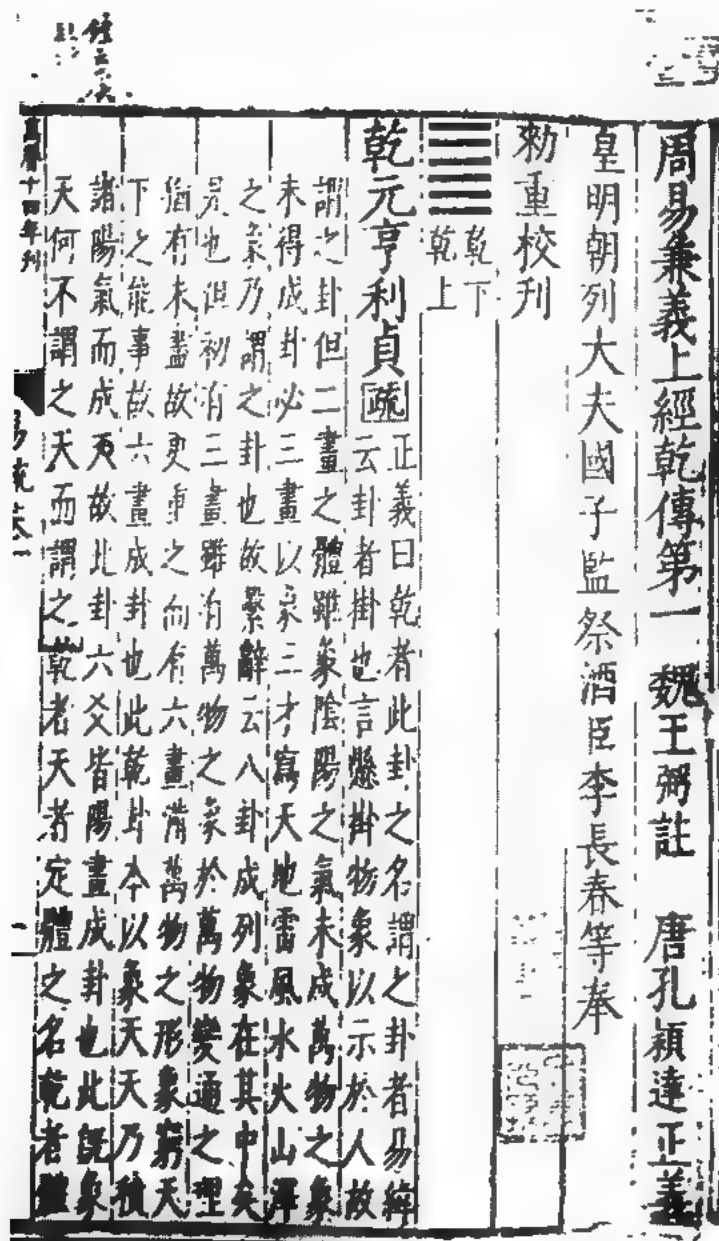 周易兼義上經乾傳第一 魏王弼註 唐孔穎達正義
皇明朝列大夫國子監祭酒臣李長春等奉
勑重校刊
䷀ 乾下
乾上
乾元亨利貞 疏 正義曰乾者此卦之名謂之卦者易緯
云卦者掛也言懸掛物象以示於人故
謂之卦但二畫之體雖象陰陽之氣未成萬物之象
未得成卦必三畫以象三才寫天地雷風水火山澤
之象乃謂之卦也故繫辭云八卦成列象在其中矣
是也但初有三畫雖有萬物之象於萬物變通之理
猶有未盡故更重之而有六畫備萬物之形象窮天
下之能事故六畫成卦也此乾卦本以象天天乃積
諸陽氣而成天故此卦六爻皆陽畫成卦也此旣象
天何不謂之天而謂之乾者天者定體之名乾者體
萬曆十四年刊
易疏卷一